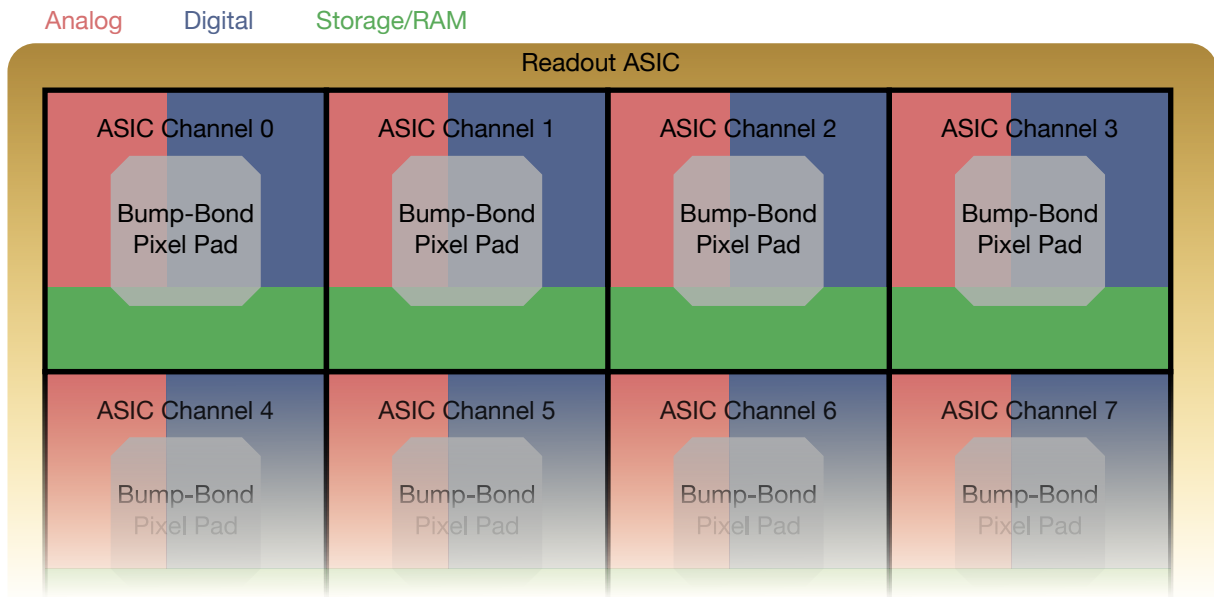 Analog Digital Storage/RAM
Readout ASIC
ASIC Channel 0 ASIC Channel 1 ASIC Channel 2 ASIC Channel 3
Bump-Bond Bump-Bond Bump-Bond Bump-Bond
Pixel Pad Pixel Pad Pixel Pad Pixel Pad
ASIC Channel 4 ASIC Channel 5 ASIC Channel 6 ASIC Channel 7
Bump-Bond Bump-Bond Bump-Bond Bump-Bond
Pixel Pad Pixel Pad Pixel Pad Pixel Pad